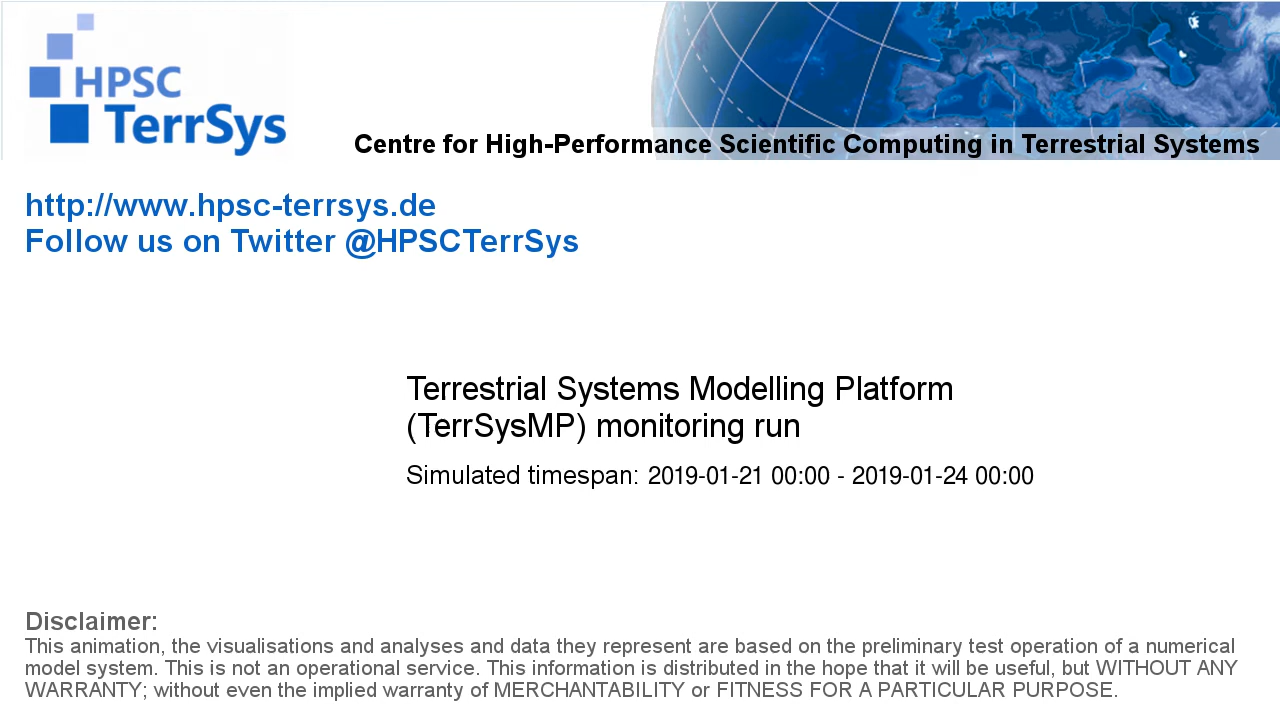 HPSC
TerrSys
Centre for High-Performance Scientific Computing in Terrestrial Systems
http://www.hpsc-terrsys.de
Follow us on Twitter @HPSCTerrSys
Terrestrial Systems Modelling Platform
(TerrSysMP) monitoring run
Simulated timespan: 2019-01-21 00:00 - 2019-01-24 00:00
Disclaimer:
This animation, the visualisations and analyses and data they represent are based on the preliminary test operation of a numerical
model system. This is not an operational service. This information is distributed in the hope that it will be useful, but WITHOUT ANY
WARRANTY; without even the implied warranty of MERCHANTABILITY or FITNESS FOR A PARTICULAR PURPOSE.